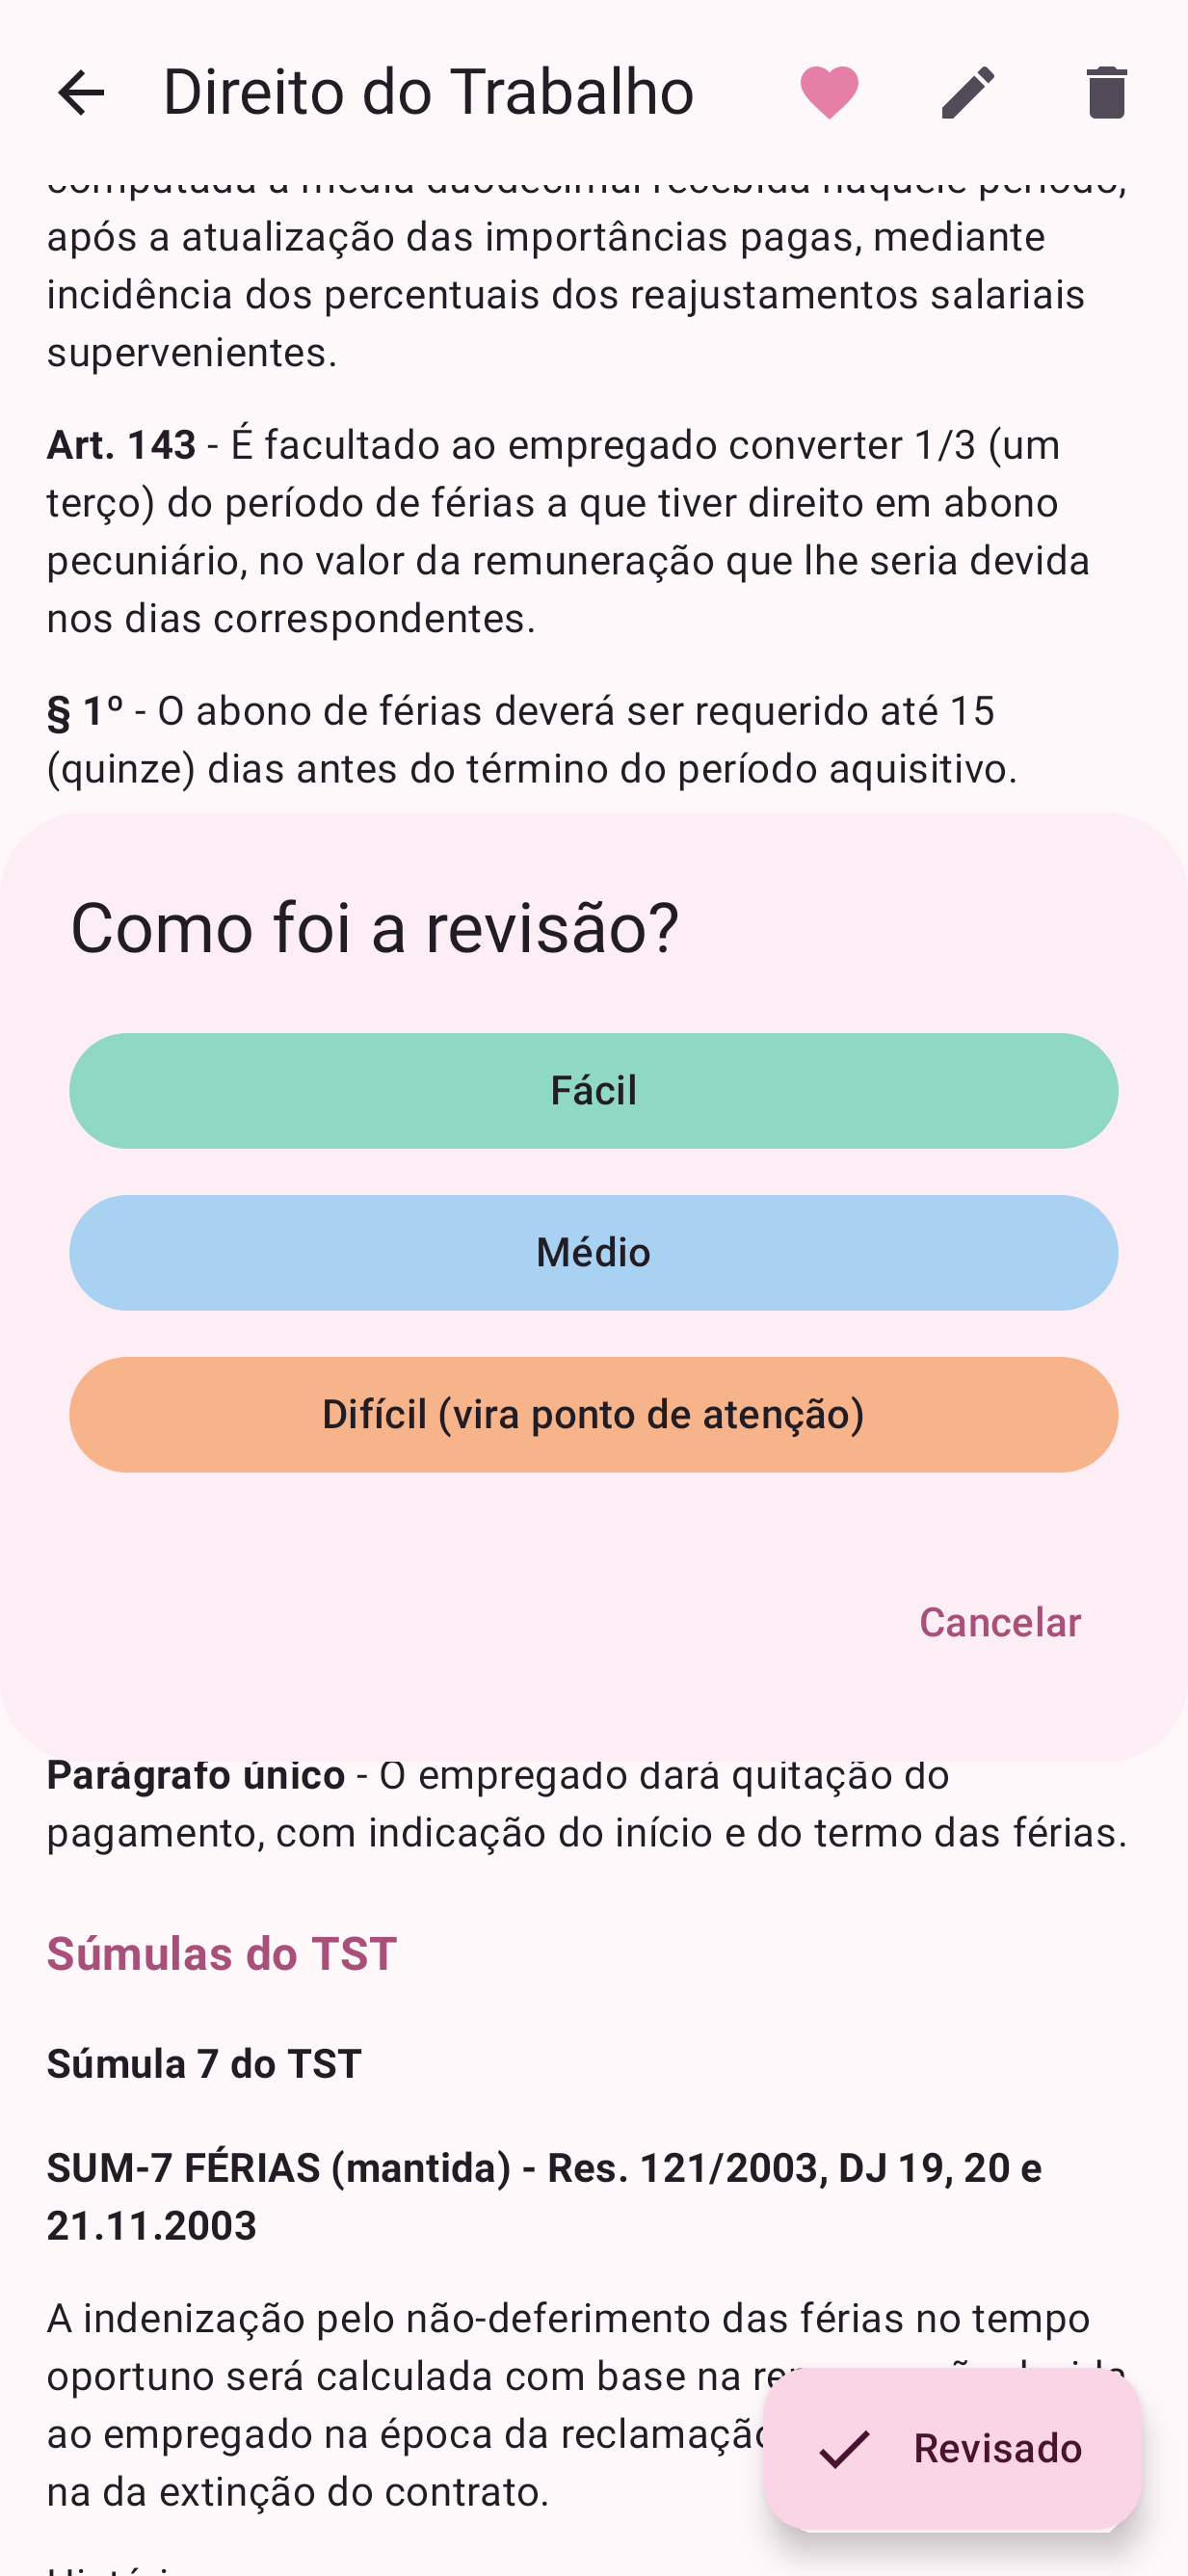 Direito do Trabalho
computada a média duodecimal recebida naquele período,
após a atualização das importâncias pagas, mediante
incidência dos percentuais dos reajustamentos salariais
supervenientes.
Art. 143 - É facultado ao empregado converter 1/3 (um
terço) do período de férias a que tiver direito em abono
pecuniário, no valor da remuneração que lhe seria devida
nos dias correspondentes.
§ 1º - O abono de férias deverá ser requerido até 15
(quinze) dias antes do término do período aquisitivo.
Como foi a revisão?
Fácil
Médio
Difícil (vira ponto de atenção)
Cancelar
Parágrafo único - O empregado dará quitação do
pagamento, com indicação do início e do termo das férias.
Súmulas do TST
Súmula 7 do TST
SUM-7 FÉRIAS (mantida) - Res. 121/2003, DJ 19, 20 e
21.11.2003
A indenização pelo não-deferimento das férias no tempo
oportuno será calculada com base na
ao empregado na época da reclamação
na da extinção do contrato.
Revisado